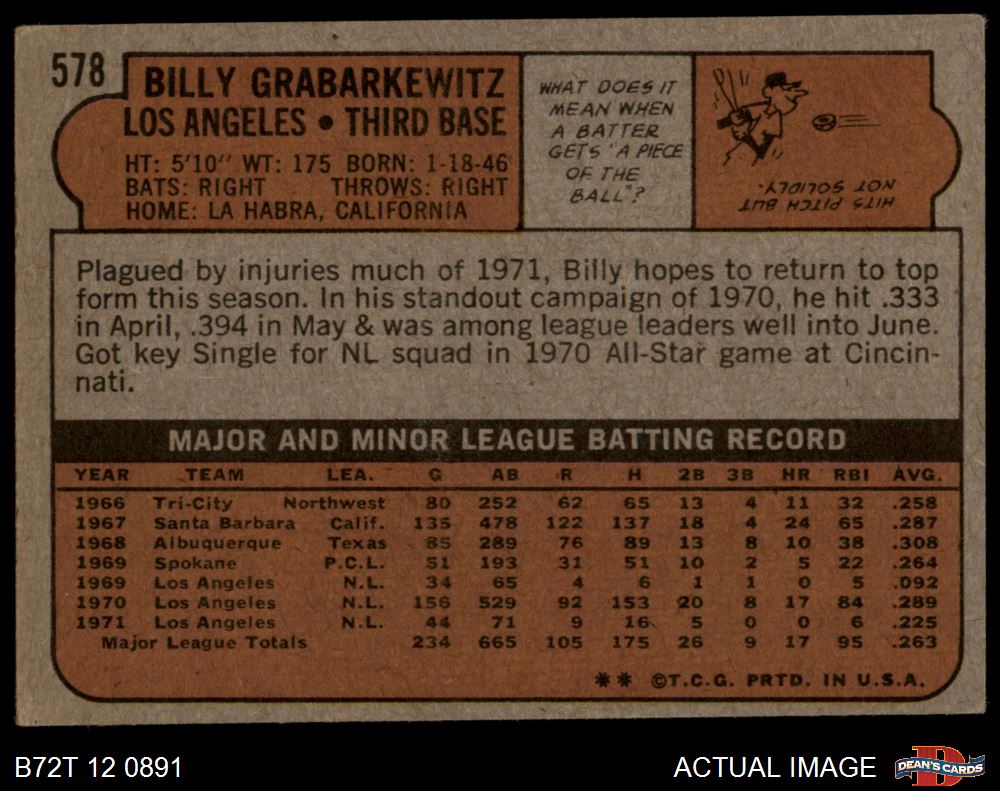 578
BILLY GRABARKEWITZ
LOS ANGELES • THIRD BASE
HT: 5'10" WT: 175 BORN: 1-18-46
BATS: RIGHT THROWS: RIGHT
HOME: LA HABRA, CALIFORNIA
WHAT DOES IT
MEAN WHEN
A BATTER
GETS 'A PIECE
OF THE
BALL"?
HITS PITCH BUT
NOT SOLIDLY.
Plagued by injuries much of 1971, Billy hopes to return to top
form this season. In his standout campaign of 1970, he hit .333
in April, .394 in May & was among league leaders well into June.
Got key Single for NL squad in 1970 All-Star game at Cincin-
nati.
MAJOR AND MINOR LEAGUE BATTING RECORD
YEAR TEAM LEA. G AB R H 2B 3B HR RBI AVG.
1966 Tri-City Northwest 80 252 62 65 13 4 11 32 .258
1967 Santa Barbara Calif. 135 478 122 137 18 4 24 65 .287
1968 Albuquerque Texas 85 289 76 89 13 8 10 38 .308
1969 Spokane P.C.L. 51 193 31 51 10 2 5 22 .264
1969 Los Angeles N.L. 34 65 4 6 1 1 0 5 .092
1970 Los Angeles N.L. 156 529 92 153 20 8 17 84 .289
1971 Los Angeles N.L. 44 71 9 16 5 0 0 6 .225
Major League Totals 234 665 105 175 26 9 17 95 .263
** ©T.C.G. PRTD. IN U.S.A.
B72T 12 0891
ACTUAL IMAGE
D
DEAN'S CARDS